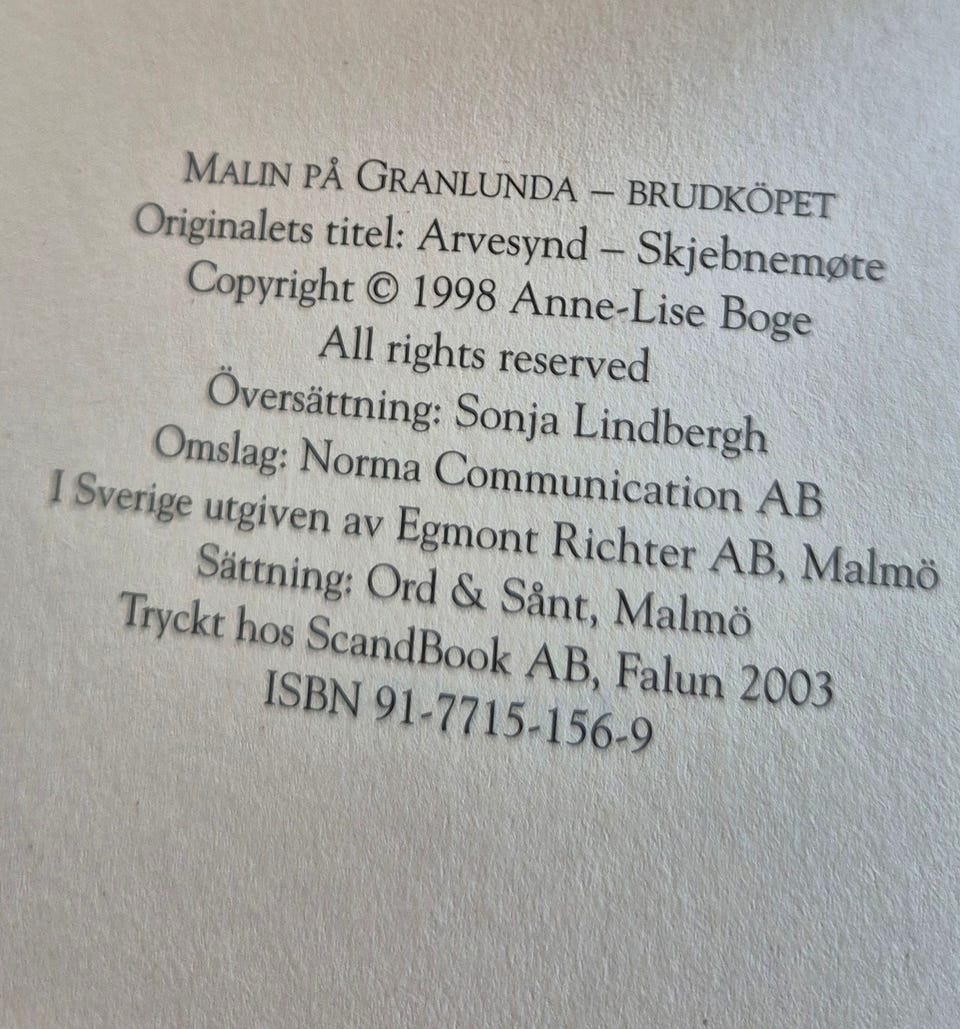 MALIN PÅ GRANLUNDA – BRUDKÖPET
Originalets titel: Arvesynd – Skjebnemøte
Copyright © 1998 Anne-Lise Boge
All rights reserved
Översättning: Sonja Lindbergh
Omslag: Norma Communication AB
I Sverige utgiven av Egmont Richter AB, Malmö
Sättning: Ord & Sånt, Malmö
Tryckt hos ScandBook AB, Falun 2003
ISBN 91-7715-156-9